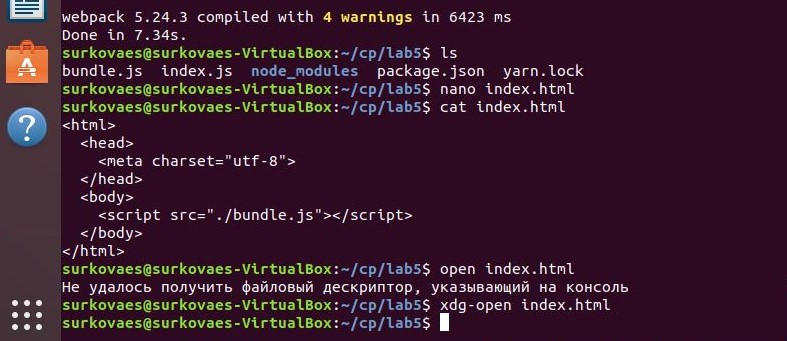 webpack 5.24.3 compiled with 4 warnings in 6423 ms
Done in 7.34s.
surkovaes@surkovaes-VirtualBox:~/cp/lab5$ ls
bundle.js  index.js  node_modules  package.json  yarn.lock
surkovaes@surkovaes-VirtualBox:~/cp/lab5$ nano index.html
surkovaes@surkovaes-VirtualBox:~/cp/lab5$ cat index.html
<html>
  <head>
    <meta charset="utf-8">
  </head>
  <body>
    <script src="./bundle.js"></script>
  </body>
</html>
surkovaes@surkovaes-VirtualBox:~/cp/lab5$ open index.html
Не удалось получить файловый дескриптор, указывающий на консоль
surkovaes@surkovaes-VirtualBox:~/cp/lab5$ xdg-open index.html
surkovaes@surkovaes-VirtualBox:~/cp/lab5$